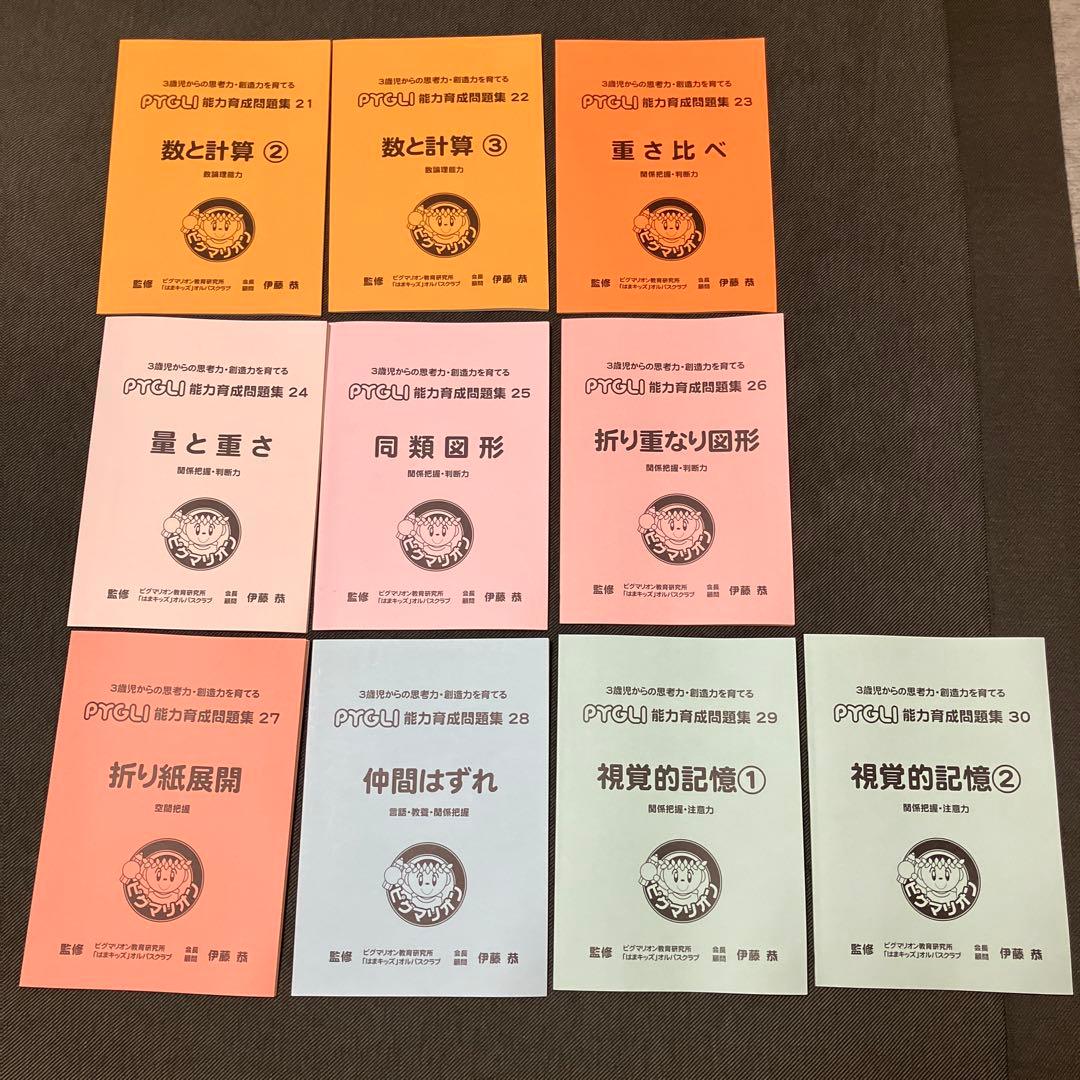 3歳児からの思考力・創造力を育てる
PYGLI 能力育成問題集 21
数と計算 ②
数論理能力
ピグマリオン
監修 ピグマリオン教育研究所 会長 伊藤 恭
「はまキッズ」オルパスクラブ 顧問
3歳児からの思考力・創造力を育てる
PYGLI 能力育成問題集 22
数と計算 ③
数論理能力
ピグマリオン
監修 ピグマリオン教育研究所 会長 伊藤 恭
「はまキッズ」オルパスクラブ 顧問
3歳児からの思考力・創造力を育てる
PYGLI 能力育成問題集 23
重さ比べ
関係把握・判断力
ピグマリオン
監修 ピグマリオン教育研究所 会長 伊藤 恭
「はまキッズ」オルパスクラブ 顧問
3歳児からの思考力・創造力を育てる
PYGLI 能力育成問題集 24
量と重さ
関係把握・判断力
ピグマリオン
監修 ピグマリオン教育研究所 会長 伊藤 恭
「はまキッズ」オルパスクラブ 顧問
3歳児からの思考力・創造力を育てる
PYGLI 能力育成問題集 25
同類図形
関係把握・判断力
ピグマリオン
監修 ピグマリオン教育研究所 会長 伊藤 恭
「はまキッズ」オルパスクラブ 顧問
3歳児からの思考力・創造力を育てる
PYGLI 能力育成問題集 26
折り重なり図形
関係把握・判断力
ピグマリオン
監修 ピグマリオン教育研究所 会長 伊藤 恭
「はまキッズ」オルパスクラブ 顧問
3歳児からの思考力・創造力を育てる
PYGLI 能力育成問題集 27
折り紙展開
空間把握
ピグマリオン
監修 ピグマリオン教育研究所 会長 伊藤 恭
「はまキッズ」オルパスクラブ 顧問
3歳児からの思考力・創造力を育てる
PYGLI 能力育成問題集 28
仲間はずれ
言語・教養・関係把握
ピグマリオン
監修 ピグマリオン教育研究所 会長 伊藤 恭
「はまキッズ」オルパスクラブ 顧問
3歳児からの思考力・創造力を育てる
PYGLI 能力育成問題集 29
視覚的記憶①
関係把握・注意力
ピグマリオン
監修 ピグマリオン教育研究所 会長 伊藤 恭
「はまキッズ」オルパスクラブ 顧問
3歳児からの思考力・創造力を育てる
PYGLI 能力育成問題集 30
視覚的記憶②
関係把握・注意力
ピグマリオン
監修 ピグマリオン教育研究所 会長 伊藤 恭
「はまキッズ」オルパスクラブ 顧問